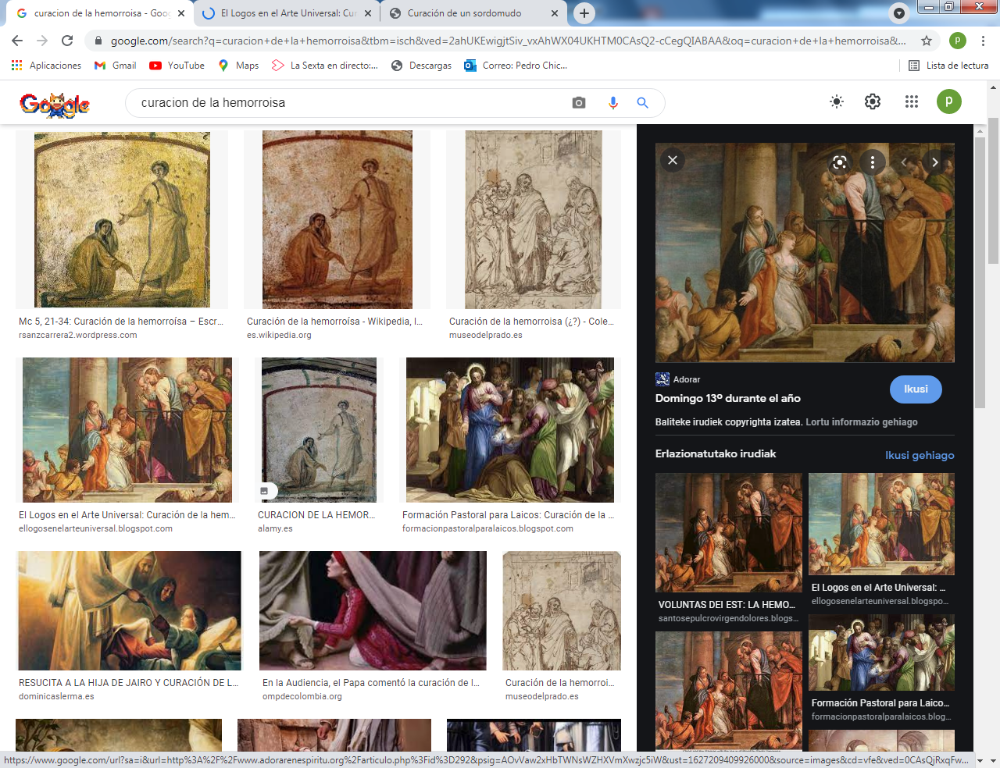 curacion de la hemorroisa - Goog
El Logos en el Arte Universal: Cur
Curación de un sordomudo
google.com/search?q=curacion+de+la+hemorroisa&tbm=isch&ved=2ahUKEwigjtSiv_vxAhWX04UKHTM0CAsQ2-cCegQIABAA&oq=curacion+de+la+hemorroisa&...
p
Aplicaciones
Gmail
YouTube
Maps
La Sexta en directo:...
Descargas
Correo: Pedro Chic...
Lista de lectura
Google
curacion de la hemorroisa
p
Mc 5, 21-34: Curación de la hemorroísa – Escr...
rsanzcarrera2.wordpress.com
Curación de la hemorroísa - Wikipedia, l...
es.wikipedia.org
Curación de la hemorroisa (¿?) - Cole...
museodelprado.es
El Logos en el Arte Universal: Curación de la hem...
ellogosenelarteuniversal.blogspot.com
CURACION DE LA HEMOR...
alamy.es
Formación Pastoral para Laicos: Curación de la ...
formacionpastoralparalaicos.blogspot.com
RESUCITA A LA HIJA DE JAIRO Y CURACIÓN DE L...
dominicaslerma.es
En la Audiencia, el Papa comentó la curación de l...
ompdecolombia.org
Curación de la hemorroi...
museodelprado.es
Adorar
Domingo 13º durante el año
Ikusi
Baliteke irudiek copyrighta izatea. Lortu informazio gehiago
Erlazionatutako irudiak
Ikusi gehiago
VOLUNTAS DEI EST: LA HEMO...
santosepulcrovirgendolores.blogs...
El Logos en el Arte Universal: ...
ellogosenelarteuniversal.blogspo...
Formación Pastoral para Laico...
formacionpastoralparalaicos.blog...
https://www.google.com/url?sa=i&url=http%3A%2F%2Fwww.adorarenespiritu.org%2Farticulo.php%3Fid%3D292&psig=AOvVaw2xHbTWNsWZHXVmXwzjc5iW&ust=1627209409926000&source=images&cd=vfe&ved=0CAsQjRxqFw...